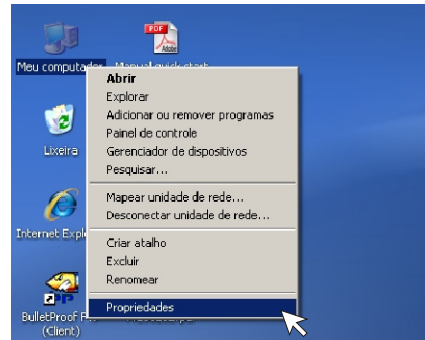 PDF
Adobe
Meu computador
Manual quick start
Abrir
Explorar
Adicionar ou remover programas
Painel de controle
Gerenciador de dispositivos
Pesquisar...
Mapear unidade de rede...
Desconectar unidade de rede...
Criar atalho
Excluir
Renomear
Propriedades
Lixeira
Internet Expl
BulletProof F
(Client)